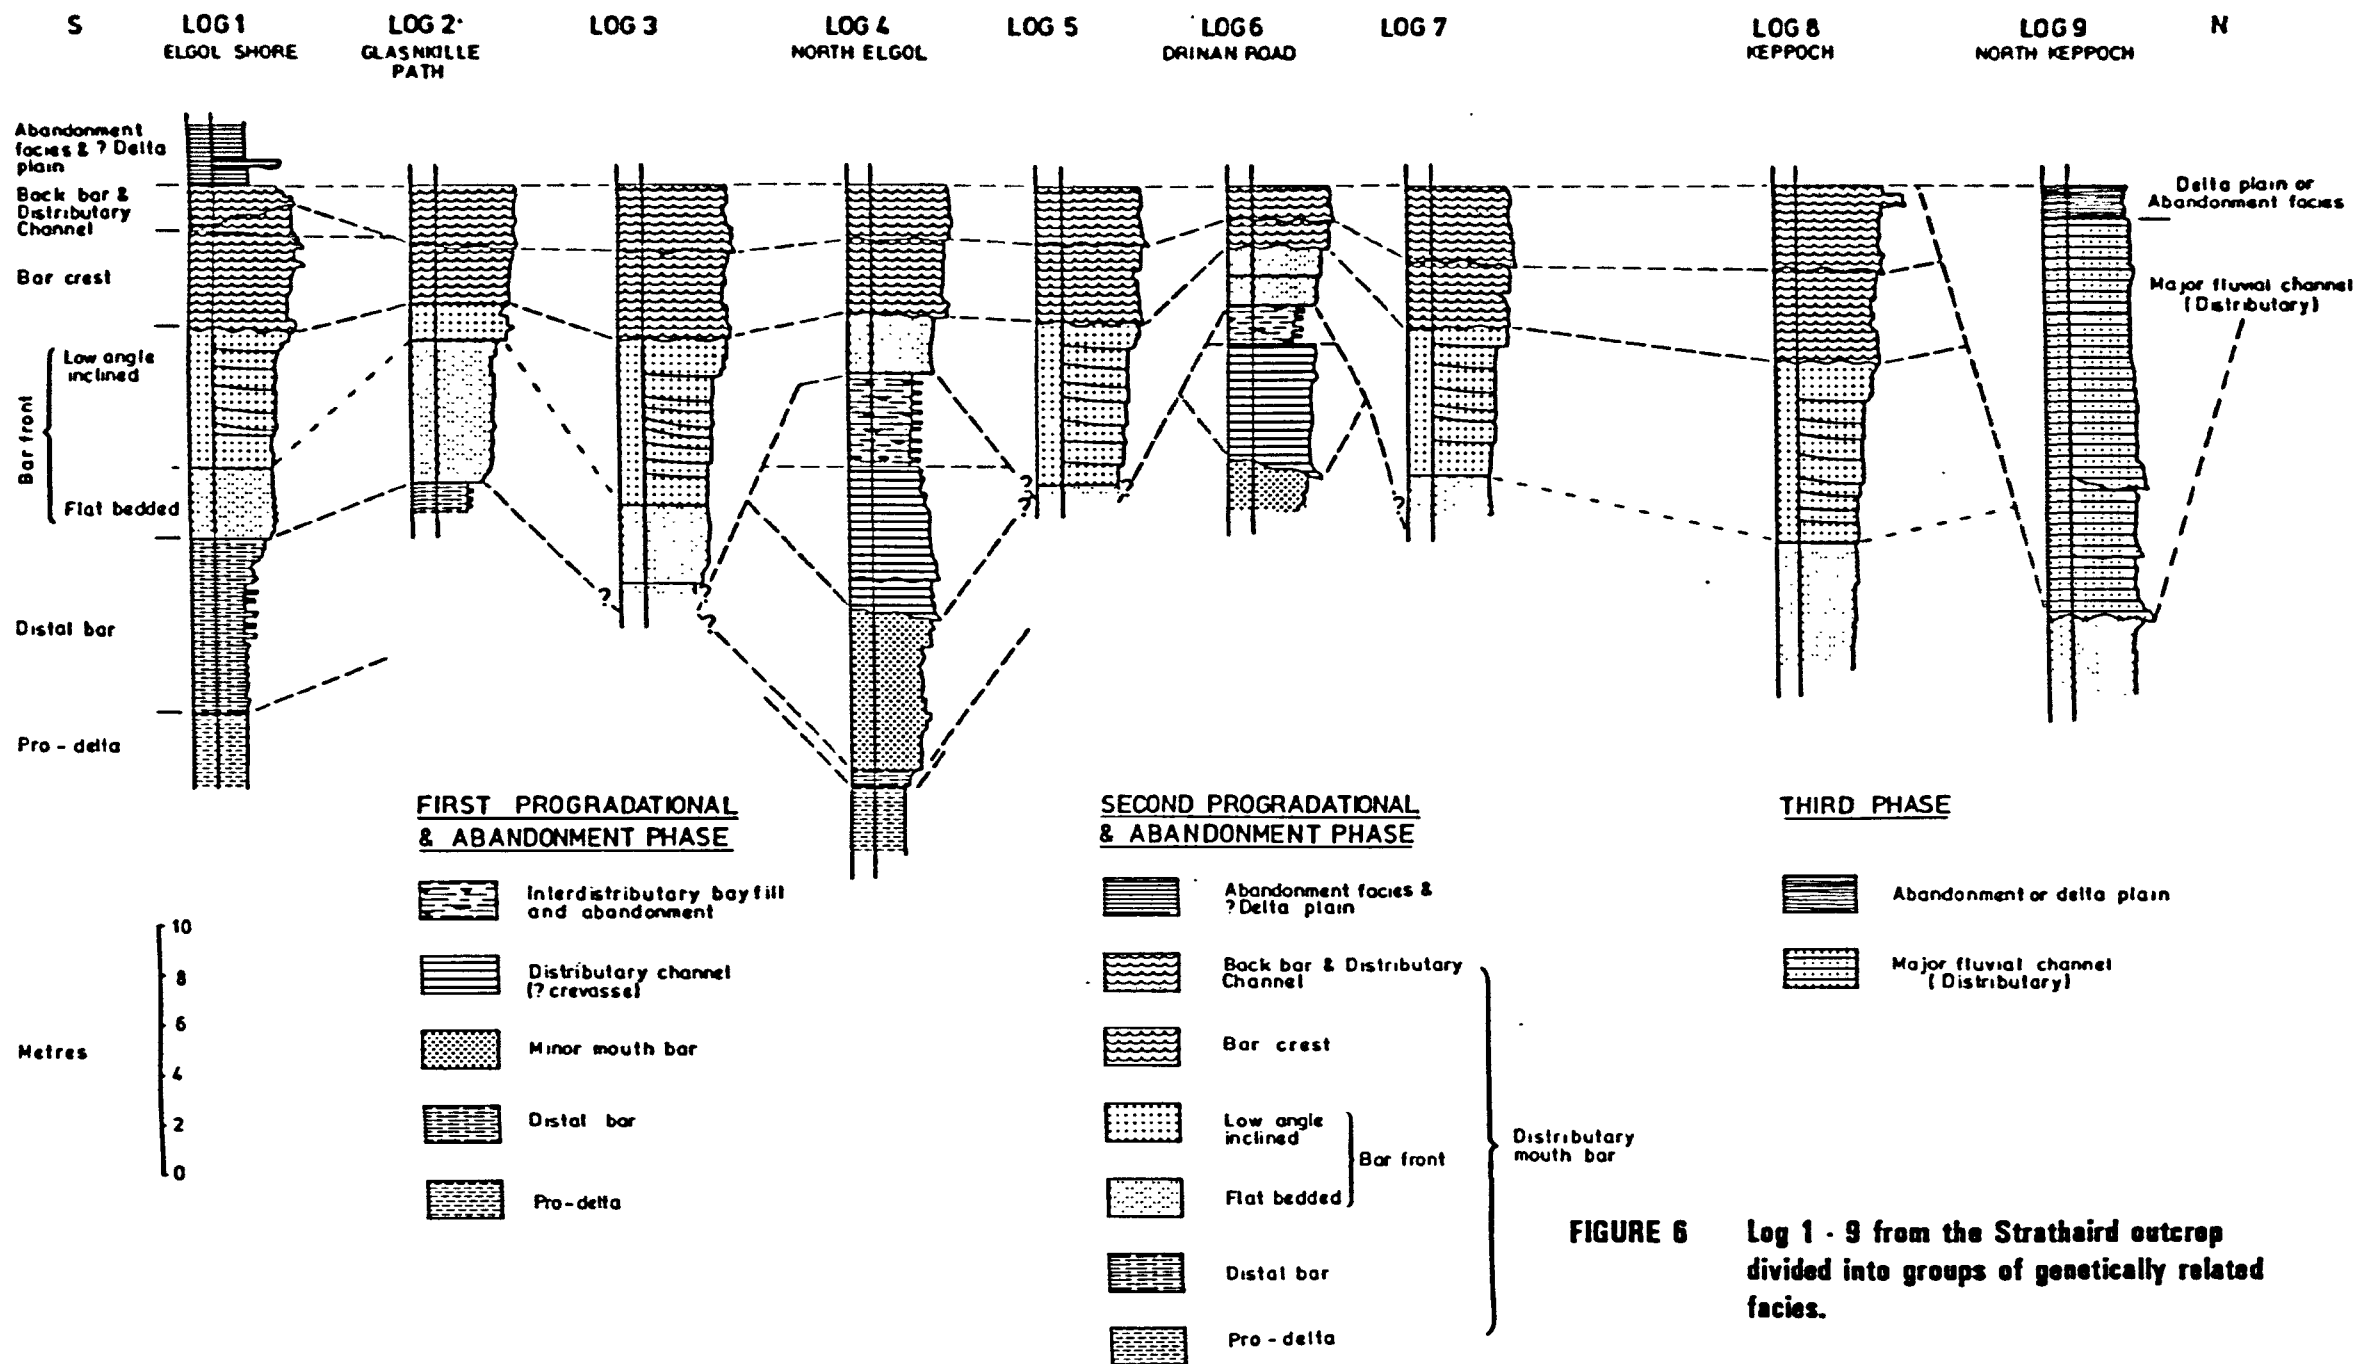 S
LOG 1
ELGOL SHORE
LOG 2
GLASNKILLE
PATH
LOG 3
LOG 4
NORTH ELGOL
LOG 5
LOG 6
DRINAN ROAD
LOG 7
LOG 8
KEPPOCH
LOG 9
NORTH KEPPOCH
N
Abandonment
facies & ? Delta
plain
Back bar &
Distributary
Channel
Bar crest
Bar front
Low angle
inclined
Flat bedded
Distal bar
Pro - delta
?
?
?
?
?
?
?
Delta plain or
Abandonment facies
Major fluvial channel
(Distributary)
FIRST PROGRADATIONAL
& ABANDONMENT PHASE
Interdistributary bay fill
and abandonment
Distributary channel
(? crevasse)
Minor mouth bar
Distal bar
Pro-delta
Metres
10
8
6
4
2
0
SECOND PROGRADATIONAL
& ABANDONMENT PHASE
Abandonment facies &
? Delta plain
Back bar & Distributary
Channel
Bar crest
Low angle
inclined
Bar front
Flat bedded
Distal bar
Pro - delta
Distributary
mouth bar
THIRD PHASE
Abandonment or delta plain
Major fluvial channel
(Distributary)
FIGURE 6 Log 1 - 9 from the Strathaird outcrop
divided into groups of genetically related
facies.